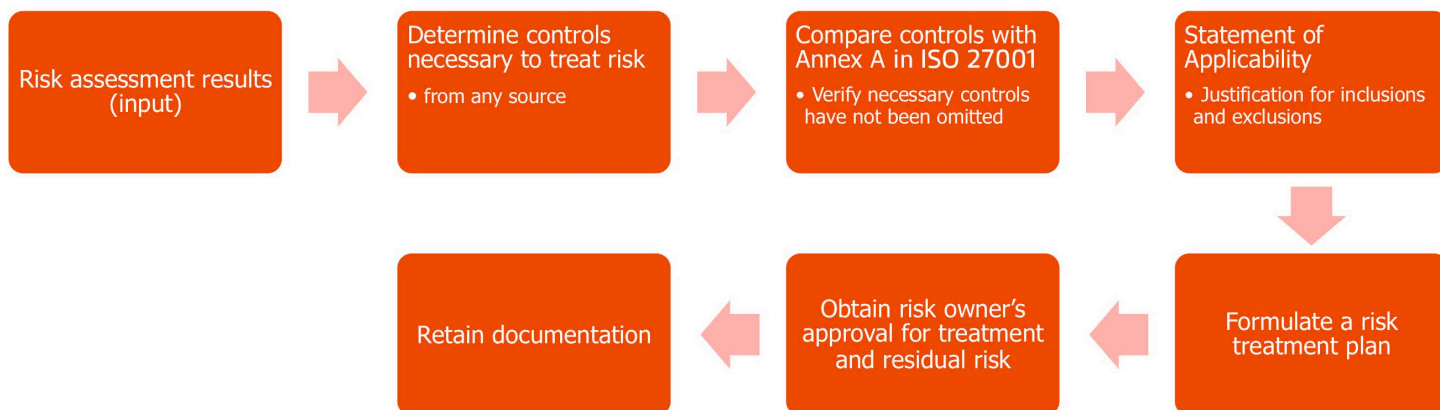 Risk assessment results
(input)
Determine controls
necessary to treat risk
• from any source
Compare controls with
Annex A in ISO 27001
• Verify necessary controls
have not been omitted
Statement of
Applicability
• Justification for inclusions
and exclusions
Formulate a risk
treatment plan
Obtain risk owner’s
approval for treatment
and residual risk
Retain documentation